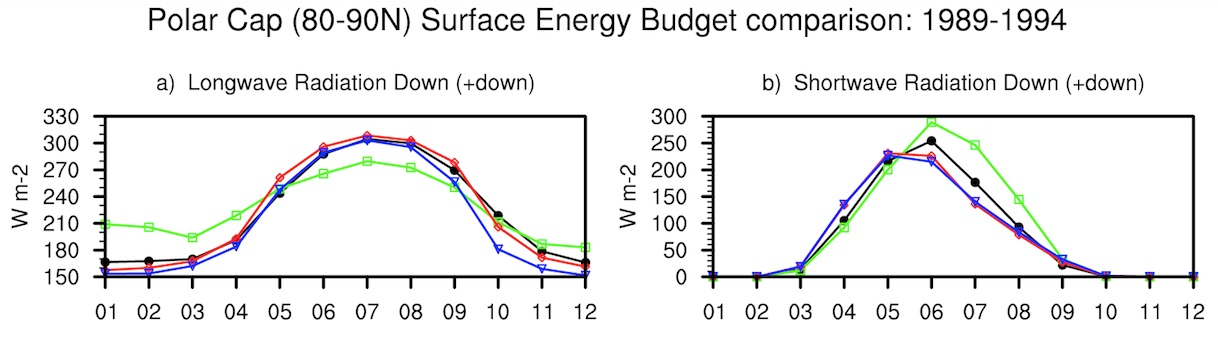 Polar Cap (80-90N) Surface Energy Budget comparison: 1989-1994
a) Longwave Radiation Down (+down)
330
300
270
240
210
180
150
W m-2
01 02 03 04 05 06 07 08 09 10 11 12
b) Shortwave Radiation Down (+down)
300
250
200
150
100
50
0
W m-2
01 02 03 04 05 06 07 08 09 10 11 12